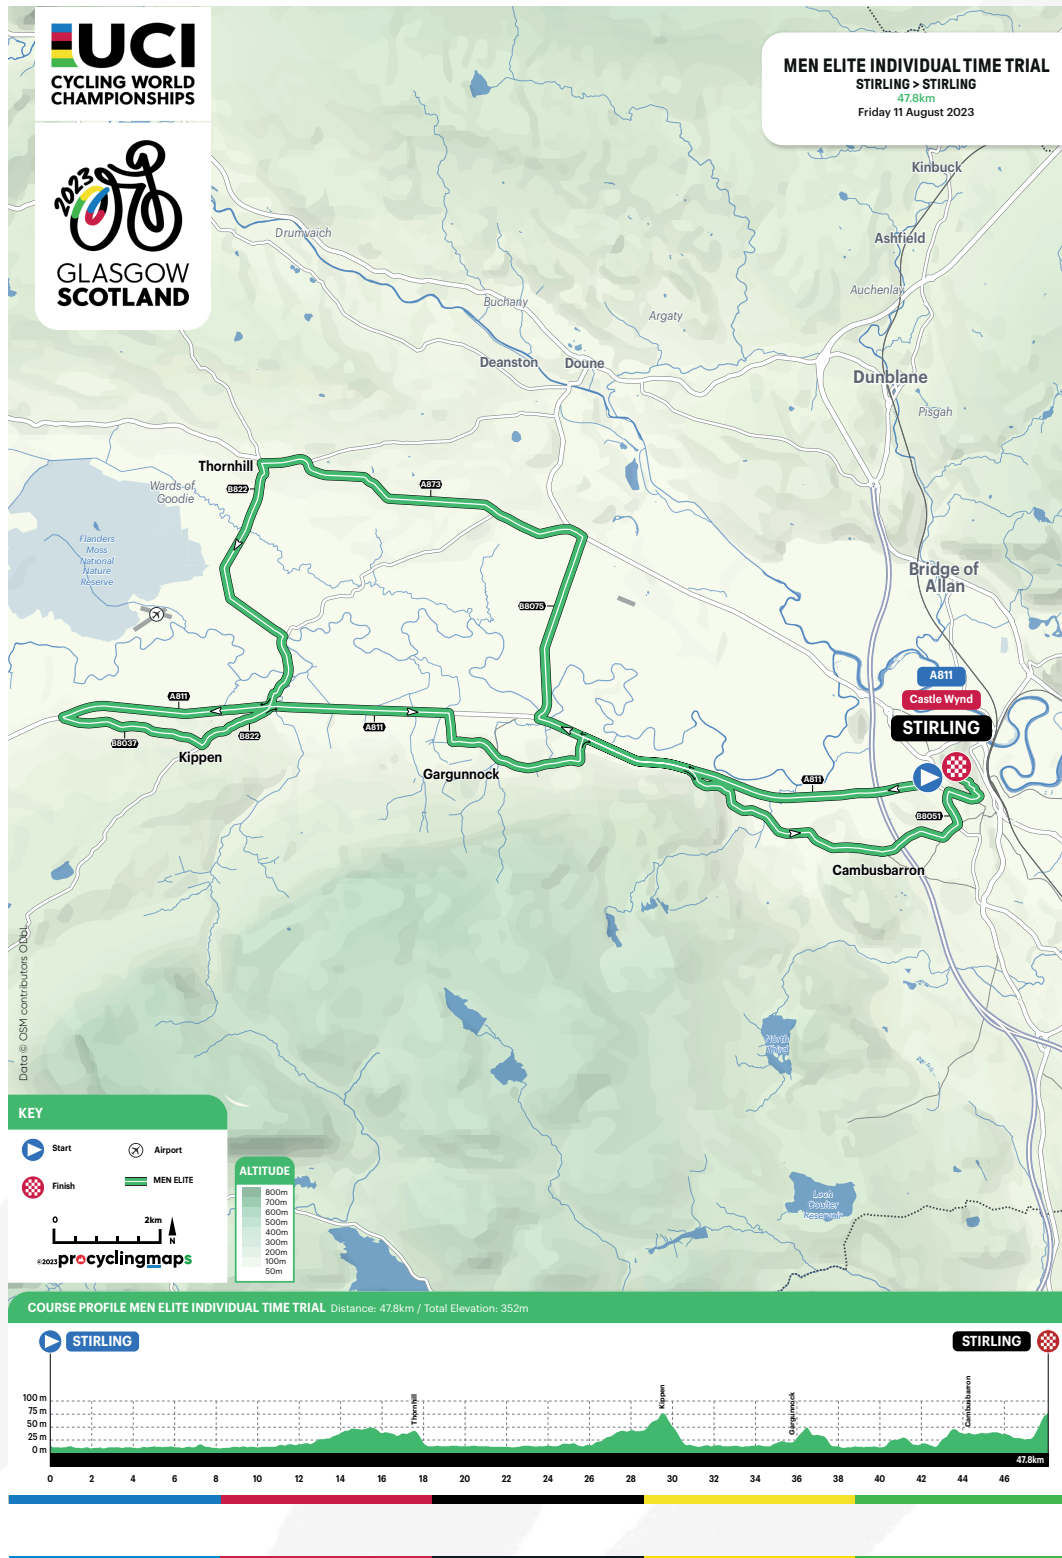 UCI
CYCLING WORLD
CHAMPIONSHIPS
2023
GLASGOW
SCOTLAND
MEN ELITE INDIVIDUAL TIME TRIAL
STIRLING > STIRLING
47.8km
Friday 11 August 2023
Kinbuck
Drumvaich
Ashfield
Auchenlay
Buchany
Argaty
Deanston
Doune
Dunblane
Pisgah
Thornhill
B822
A873
Wards of
Goodie
Flanders
Moss
National
Nature
Reserve
Bridge of
Allan
B8075
A811
Castle Wynd
STIRLING
A811
A811
B8037
B822
Kippen
Gargunnock
A811
B8051
Cambusbarron
Data © OSM contributors ODbL
North
Third
Loch
Coulter
Reservoir
KEY
Start
Airport
Finish
MEN ELITE
0 2km
N
©2023 procyclingmaps
ALTITUDE
800m
700m
600m
500m
400m
300m
200m
100m
50m
COURSE PROFILE MEN ELITE INDIVIDUAL TIME TRIAL Distance: 47.8km / Total Elevation: 352m
STIRLING
STIRLING
100 m
75 m
50 m
25 m
0 m
Thornhill
Kippen
Gargunnock
Cambusbarron
47.8km
0 2 4 6 8 10 12 14 16 18 20 22 24 26 28 30 32 34 36 38 40 42 44 46